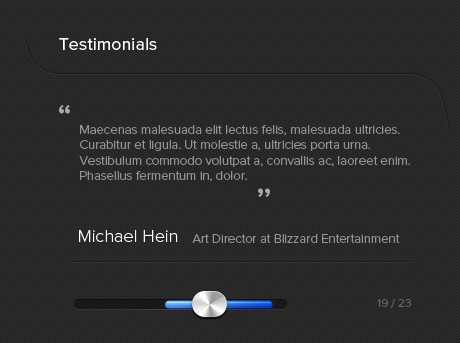 Testimonials
“
Maecenas malesuada elit lectus felis, malesuada ultricies.
Curabitur et ligula. Ut molestie a, ultricies porta urna.
Vestibulum commodo volutpat a, convallis ac, laoreet enim.
Phasellus fermentum in, dolor.
”
Michael Hein Art Director at Blizzard Entertainment
19 / 23